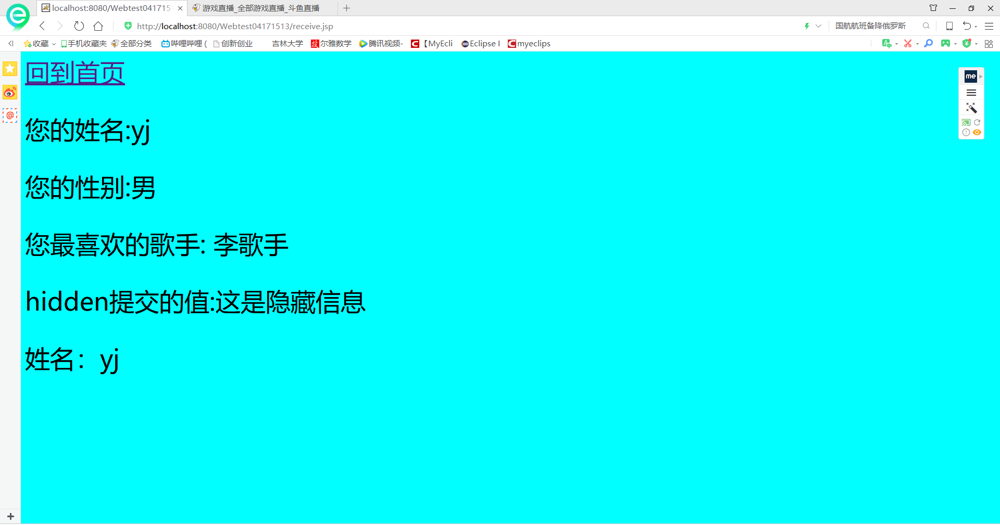 localhost:8080/Webtest0417151
游戏直播_全部游戏直播_斗鱼直播
http://localhost:8080/Webtest04171513/receive.jsp
国航航班备降俄罗斯
收藏 手机收藏夹 全部分类 哔哩哔哩 ( 创新创业 吉林大学 尔雅数学 腾讯视频- 【MyEcli Eclipse I myeclips
回到首页
me
您的姓名:yj
您的性别:男
您最喜欢的歌手: 李歌手
hidden提交的值:这是隐藏信息
姓名：yj